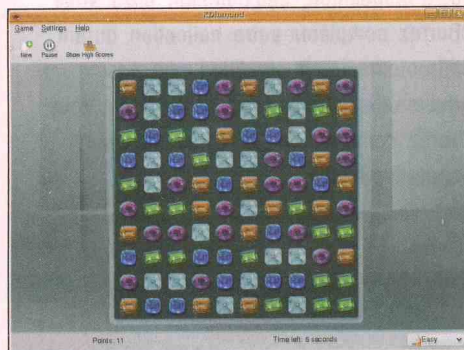 KDiamond
Game Settings Help
New Pause Show High Scores
Points: 11 Time left: 6 seconds Easy